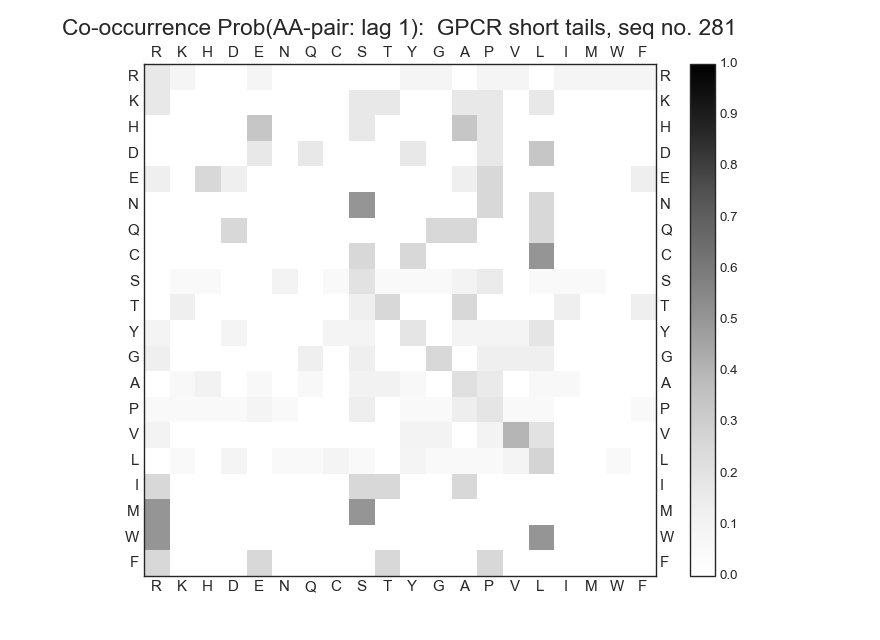 Co-occurrence Prob(AA-pair: lag 1):  GPCR short tails, seq no. 281
R K H D E N Q C S T Y G A P V L I M W F
R R 1.0
K K 0.9
H H
D D 0.8
E E
N N 0.7
Q Q
C C 0.6
S S
T T 0.5
Y Y
G G 0.4
A A
P P 0.3
V V
L L 0.2
I I
M M 0.1
W W
F F 0.0
R K H D E N Q C S T Y G A P V L I M W F